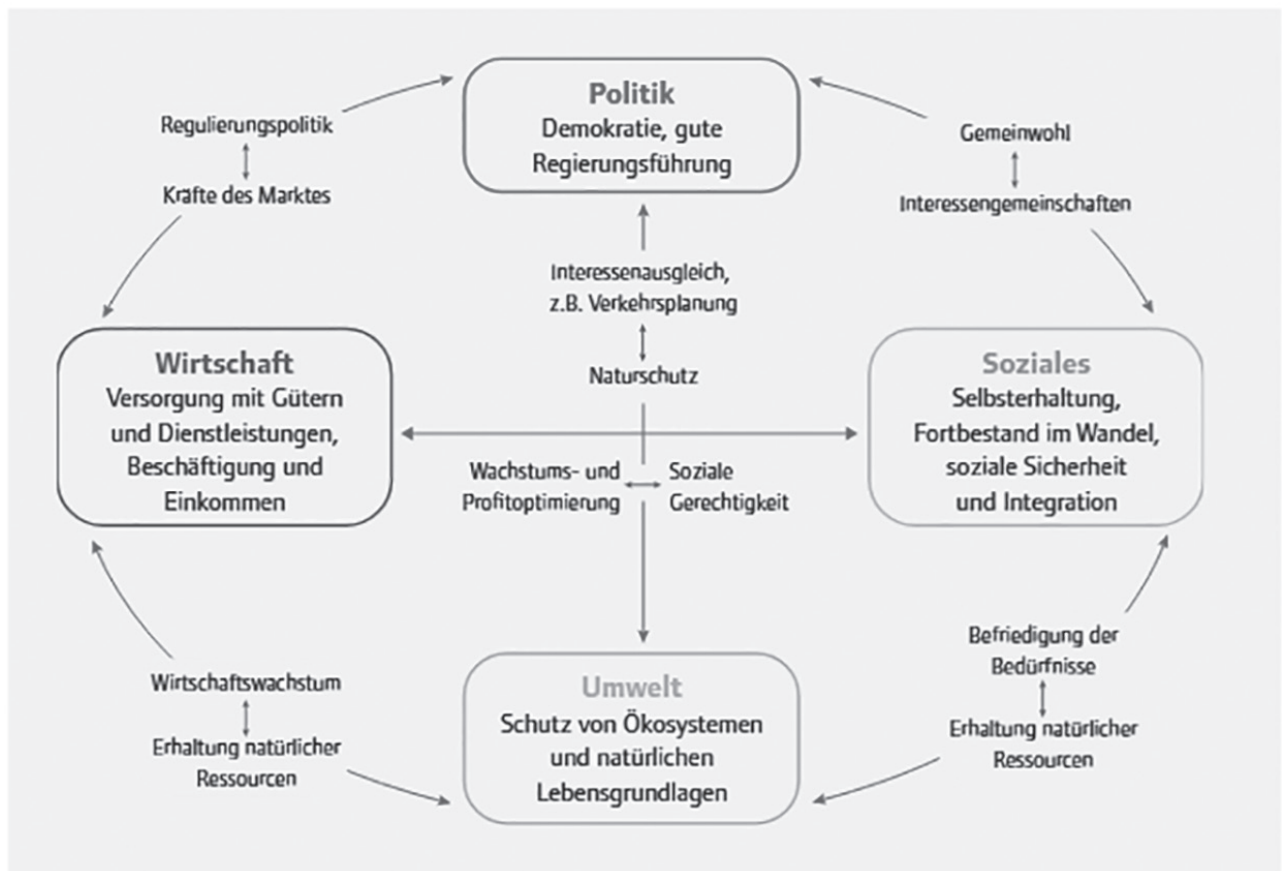 Politik
Demokratie, gute
Regierungsführung
Regulierungspolitik
Kräfte des Marktes
Gemeinwohl
Interessengemeinschaften
Interessenausgleich,
z.B. Verkehrsplanung
Naturschutz
Wirtschaft
Versorgung mit Gütern
und Dienstleistungen,
Beschäftigung und
Einkommen
Soziales
Selbsterhaltung,
Fortbestand im Wandel,
soziale Sicherheit
und Integration
Wachstums- und
Profitoptimierung
Soziale
Gerechtigkeit
Wirtschaftswachstum
Erhaltung natürlicher
Ressourcen
Umwelt
Schutz von Ökosystemen
und natürlichen
Lebensgrundlagen
Befriedigung der
Bedürfnisse
Erhaltung natürlicher
Ressourcen